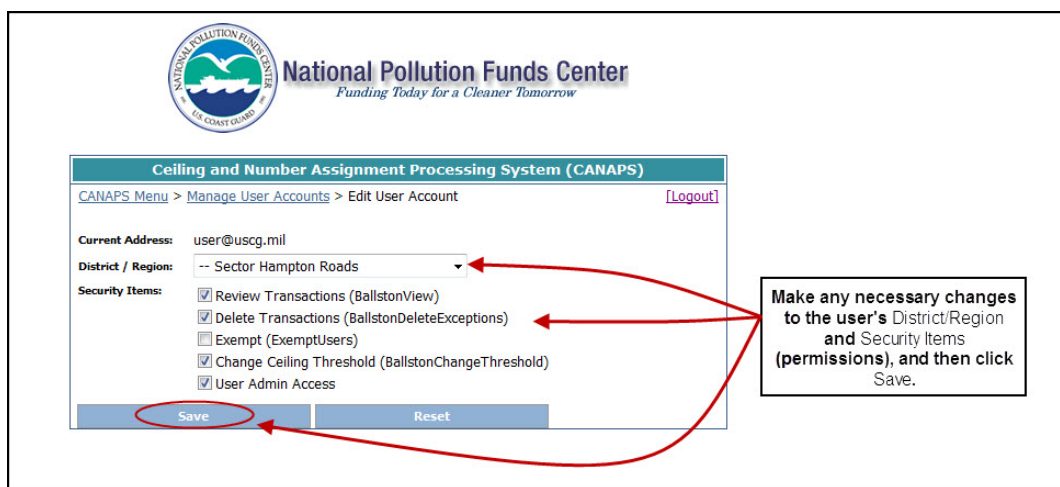 NATIONAL POLLUTION FUNDS CENTER
U.S. COAST GUARD
National Pollution Funds Center
Funding Today for a Cleaner Tomorrow
Ceiling and Number Assignment Processing System (CANAPS)
CANAPS Menu > Manage User Accounts > Edit User Account [Logout]
Current Address: user@uscg.mil
District / Region: -- Sector Hampton Roads
Security Items:
Review Transactions (BallstonView)
Delete Transactions (BallstonDeleteExceptions)
Exempt (ExemptUsers)
Change Ceiling Threshold (BallstonChangeThreshold)
User Admin Access
Save Reset
Make any necessary changes
to the user's District/Region
and Security Items
(permissions), and then click
Save.